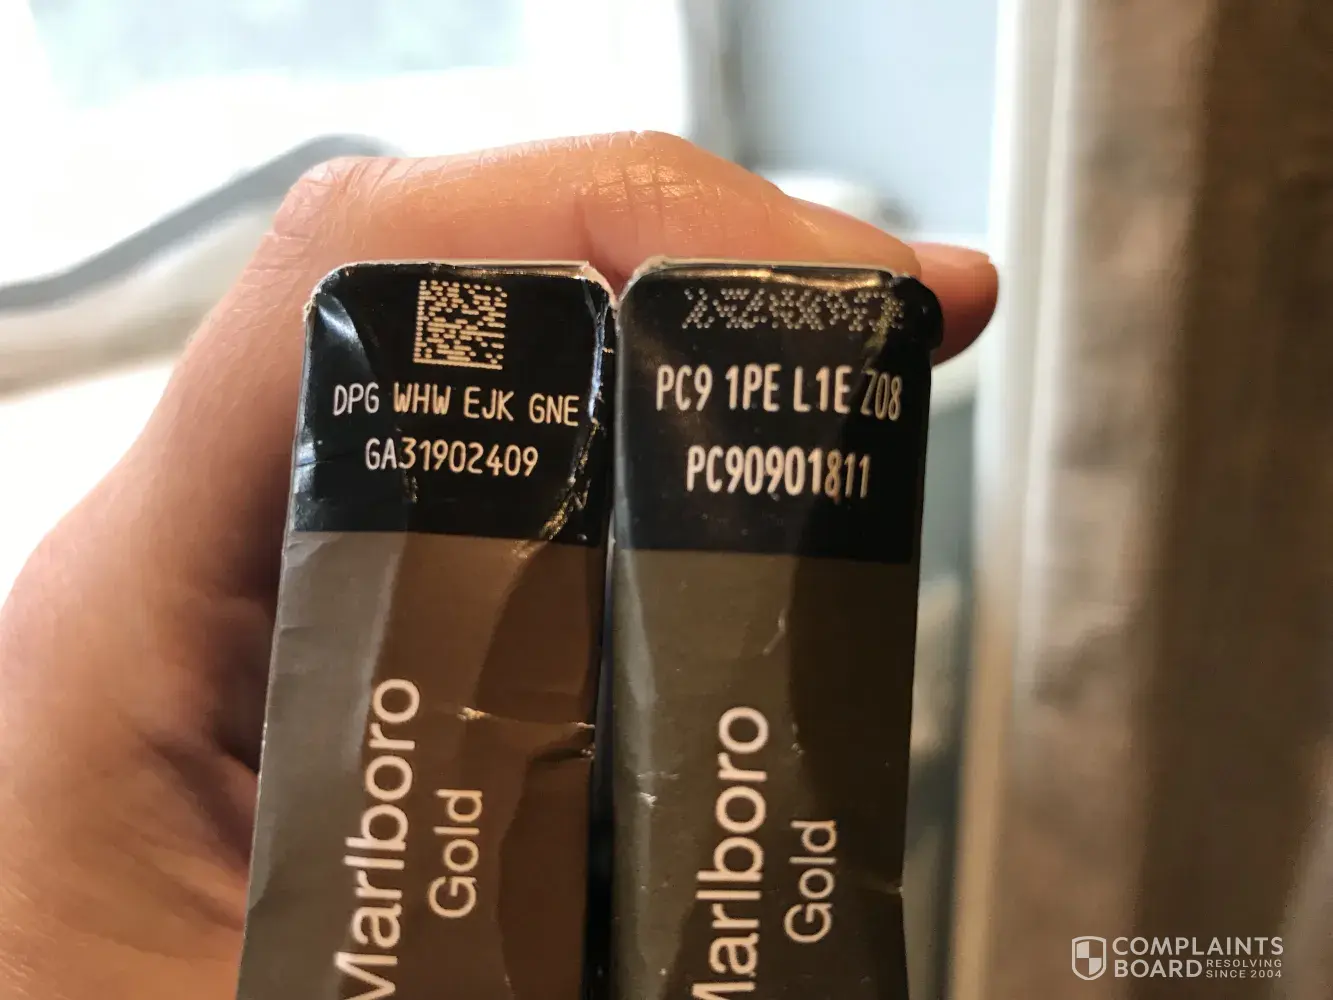 DPG WHW EJK GNE
GA31902409
Marlboro
Gold
PC9 1PE L1E Z08
PC90901811
Marlboro
Gold
COMPLAINTS
BOARD RESOLVING
SINCE 2004